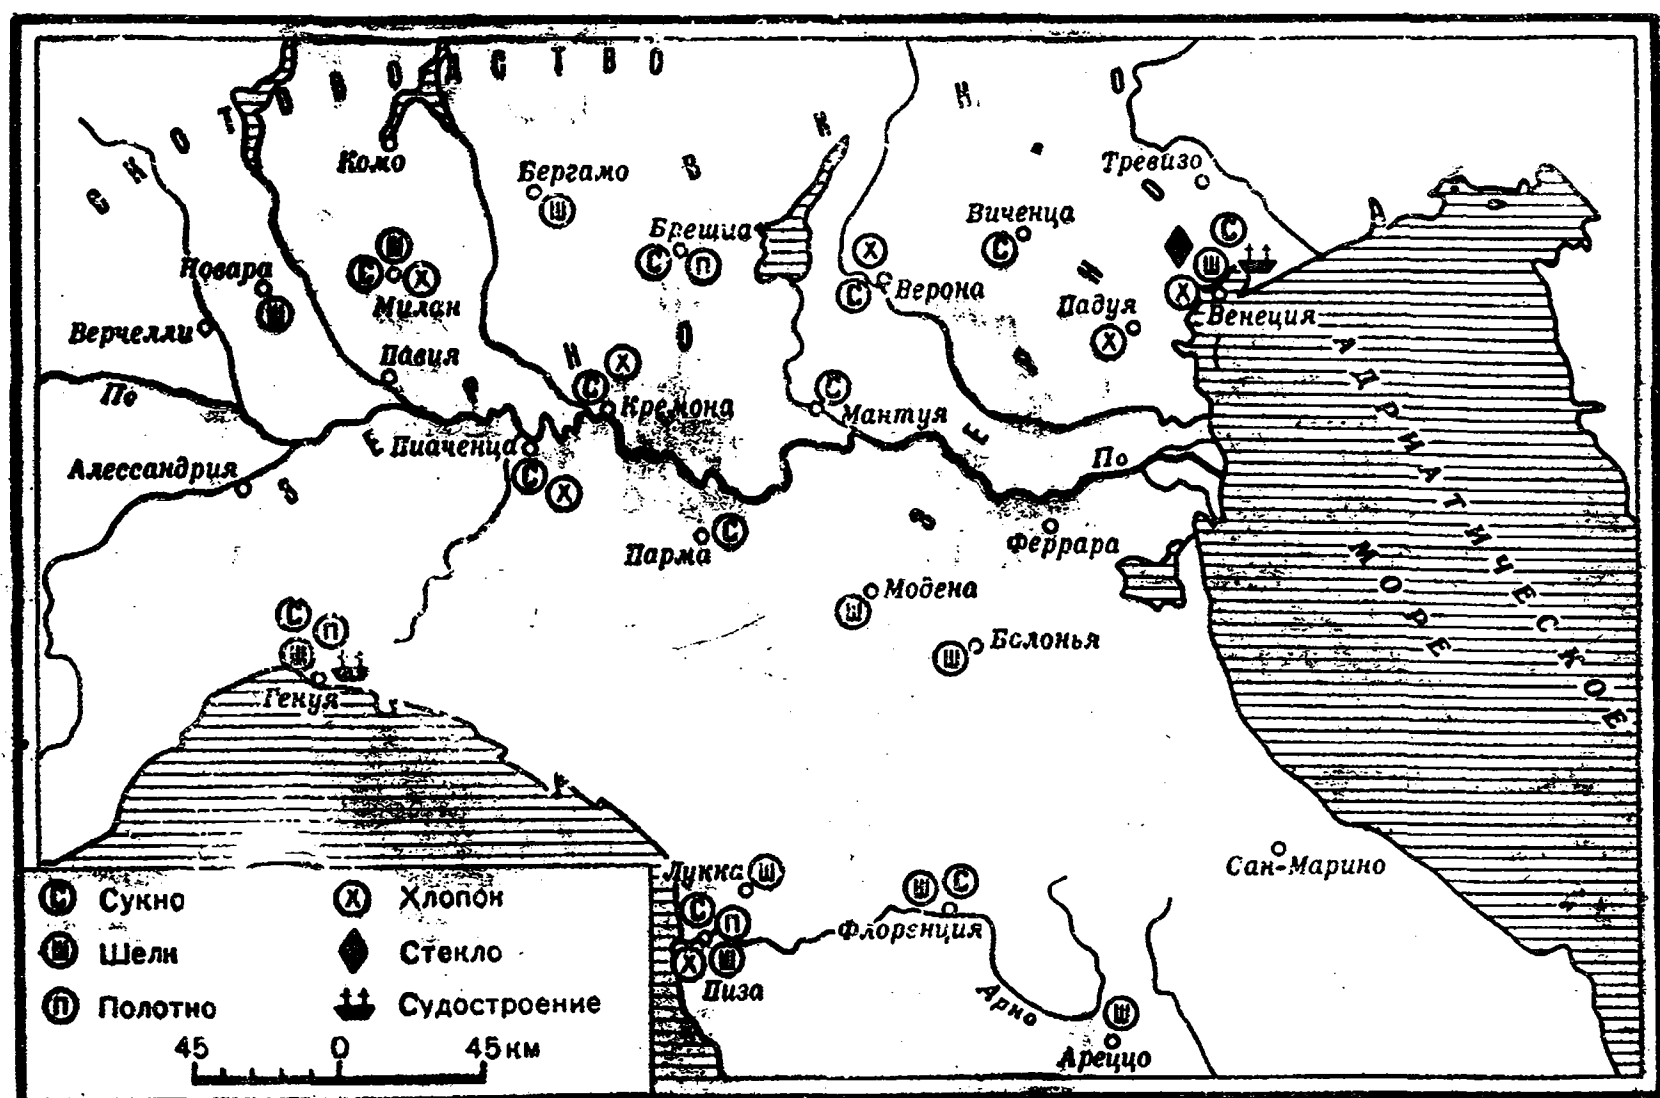 Комо
Бергамо
Ш
Тревизо
Брешиа
С
П
Виченца
С
С
Ш
Х
Венеция
Новара
Ш
Ш
С
Х
Милан
Верчелли
Х
С
Верона
Падуя
Х
Павия
По
С
Х
Кремона
С
Мантуя
Пиаченца
С
Х
Алессандрия
По
С
Парма
Феррара
Модена
Ш
Болонья
Ш
АДРИАТИЧЕСКОЕ
МОРЕ
С
П
Ш
Генуя
Сан-Марино
Лукка
Ш
С
П
Х
Ш
Пиза
Ш
С
Флоренция
Арно
Ш
Ареццо
С Сукно
Ш Шелк
П Полотно
Х Хлопок
Стекло
Судостроение
45 0 45 км